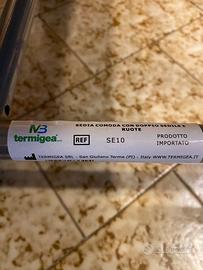 SEDIA COMODA CON DOPPIO SEDILE E
RUOTE
MB
termigea
REF
SE10
PRODOTTO
IMPORTATO
TERMIGEA SRL - San Giuliano Terme (PI) - Italy WWW.TERMIGEA.IT